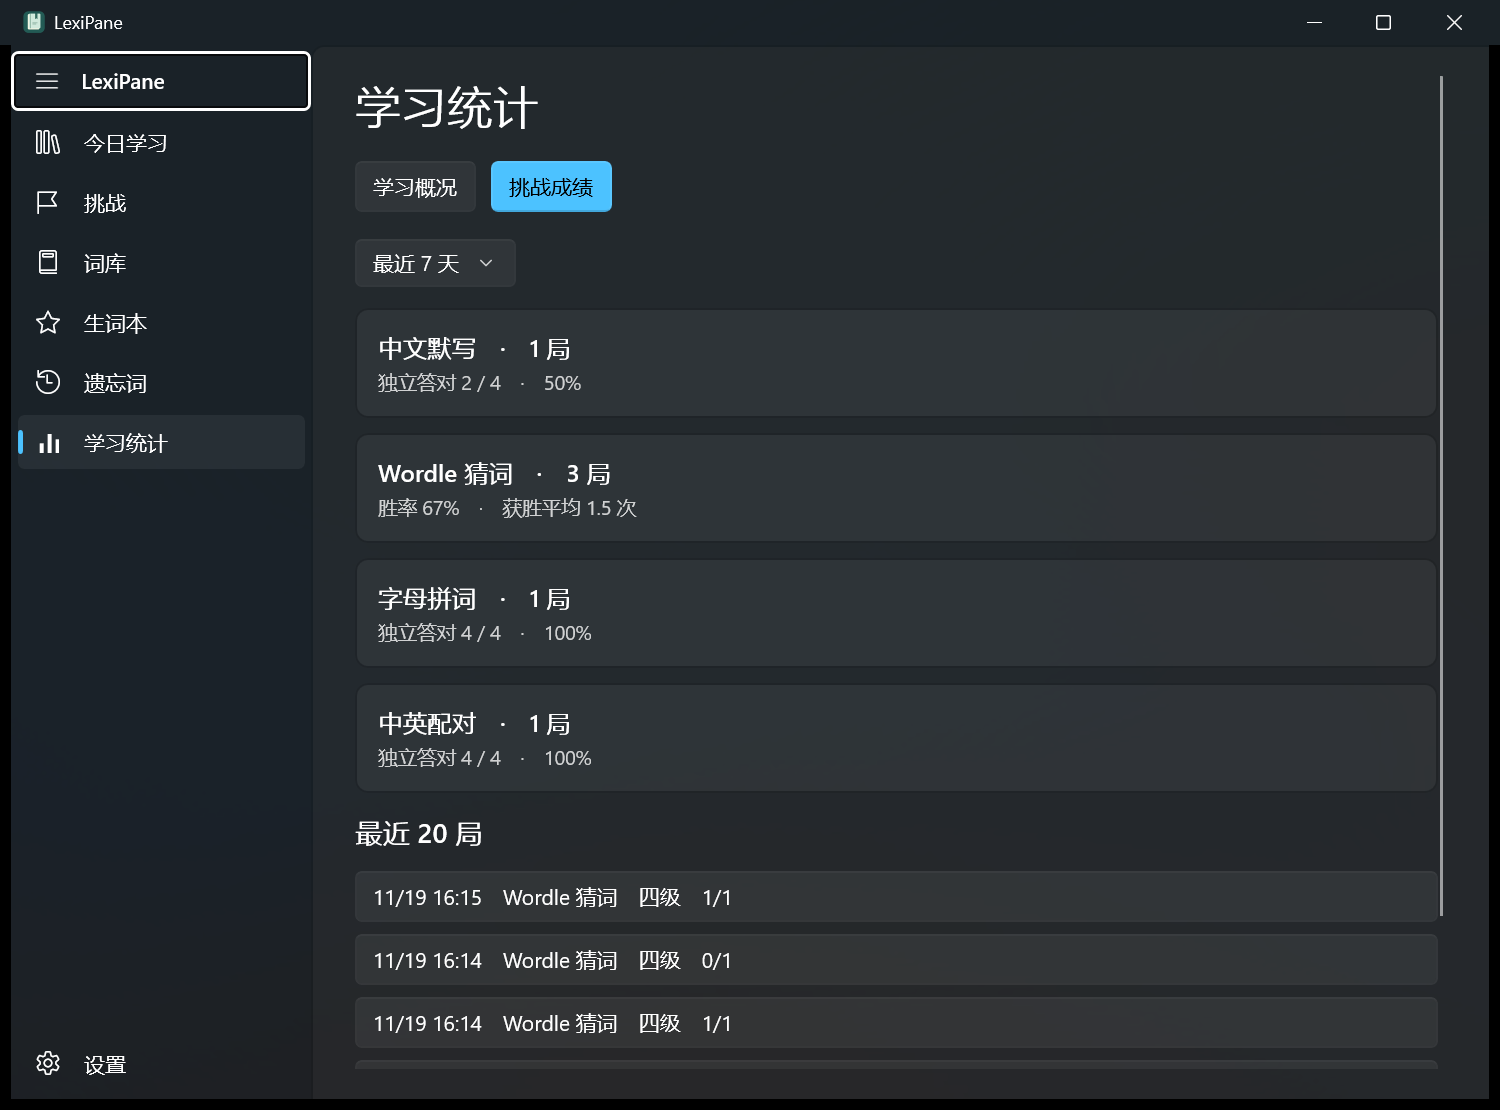 LexiPane
LexiPane
今日学习
挑战
词库
生词本
遗忘词
学习统计
设置
学习统计
学习概况
挑战成绩
最近 7 天
中文默写 · 1 局
独立答对 2 / 4 · 50%
Wordle 猜词 · 3 局
胜率 67% · 获胜平均 1.5 次
字母拼词 · 1 局
独立答对 4 / 4 · 100%
中英配对 · 1 局
独立答对 4 / 4 · 100%
最近 20 局
11/19 16:15 Wordle 猜词 四级 1/1
11/19 16:14 Wordle 猜词 四级 0/1
11/19 16:14 Wordle 猜词 四级 1/1